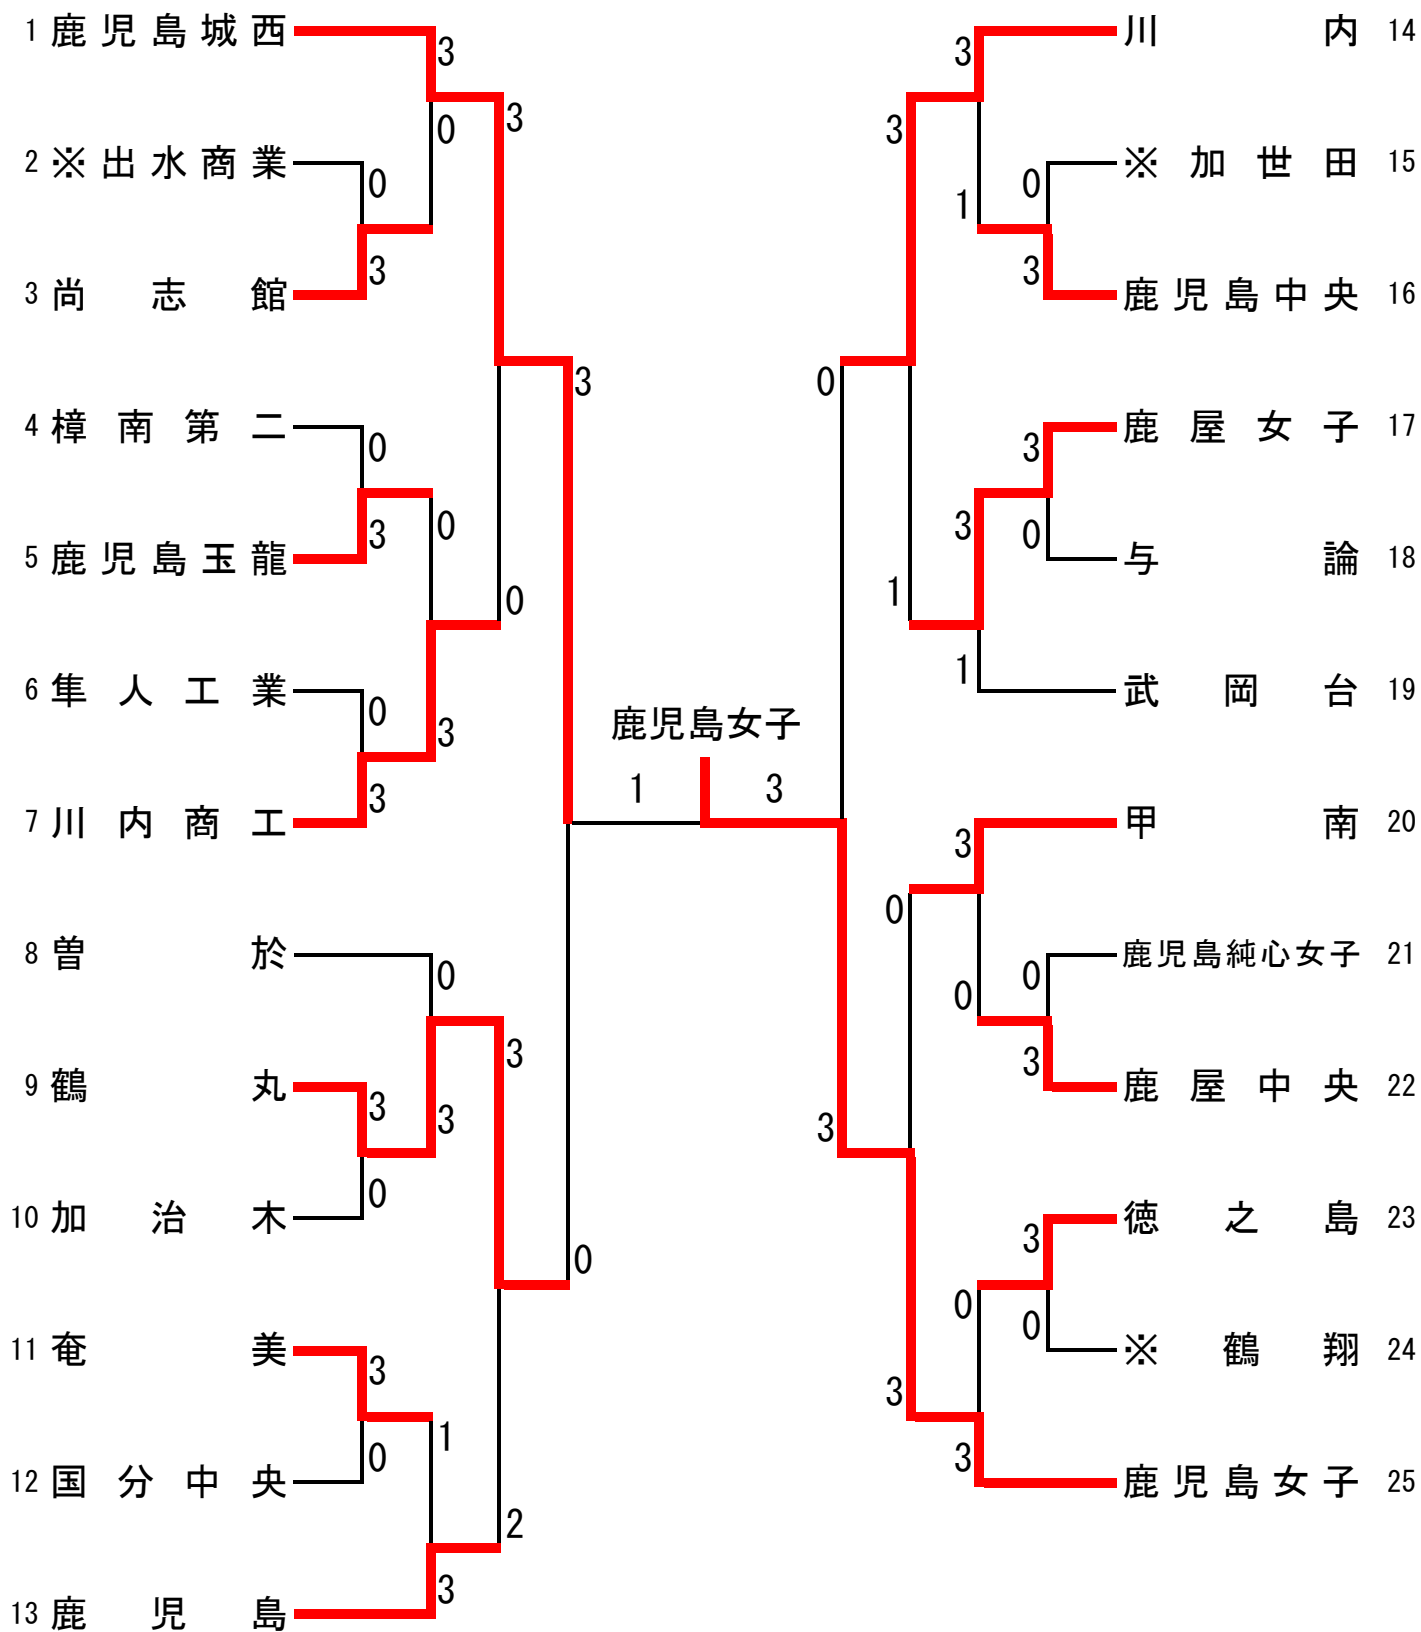 1 鹿児島城西
2 ※出水商業
3 尚志館
4 樟南第二
5 鹿児島玉龍
6 隼人工業
7 川内商工
8 曽於
9 鶴丸
10 加治木
11 奄美
12 国分中央
13 鹿児島
3
0
0
3
3
0
3
0
0
3
3
0
0
3
3
0
3
3
0
3
0
1
3
2
0
鹿児島女子
1 3
0
3
3
1
0
3
3
1
3
0
3
1
0
3
0
0
3
3
0
0
3
3
川内 14
※加世田 15
鹿児島中央 16
鹿屋女子 17
与論 18
武岡台 19
甲南 20
鹿児島純心女子 21
鹿屋中央 22
徳之島 23
※鶴翔 24
鹿児島女子 25